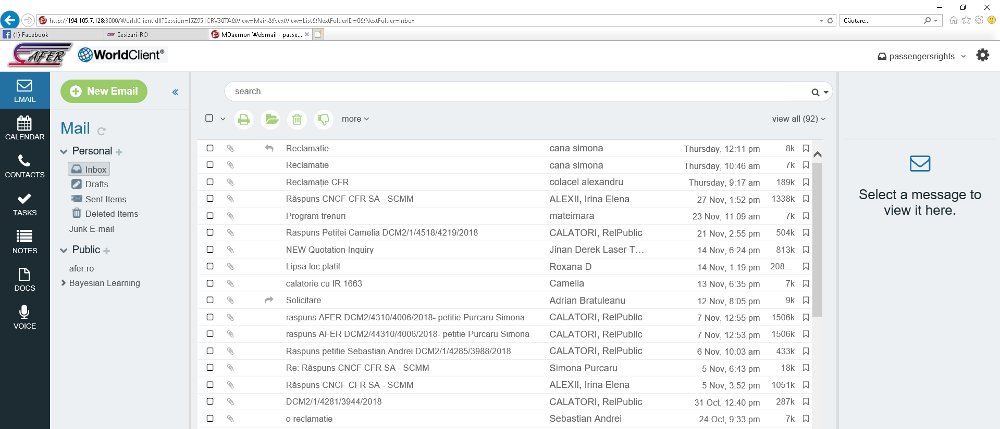 http://194.105.7.128:3000/WorldClient.dll?Session=I5Z951CRV30TA&View=Main&NextView=List&NextFolderID=0&NextFolder=Inbox
Căutare...
(1) Facebook
Sesizari-RO
MDaemon Webmail - passe...
AFER
WorldClient®
passengersrights
EMAIL
CALENDAR
CONTACTS
TASKS
NOTES
DOCS
VOICE
New Email
«
Mail
Personal
Inbox
Drafts
Sent Items
Deleted Items
Junk E-mail
Public
afer.ro
Bayesian Learning
search
more
view all (92)
Reclamatie cana simona Thursday, 12:11 pm 8k
Reclamatie cana simona Thursday, 10:46 am 7k
Reclamație CFR colacel alexandru Thursday, 9:17 am 189k
Răspuns CNCF CFR SA - SCMM ALEXII, Irina Elena 27 Nov, 1:52 pm 1338k
Program trenuri mateimara 23 Nov, 11:09 am 7k
Raspuns Petitei Camelia DCM2/1/4518/4219/2018 CALATORI, RelPublic 21 Nov, 2:55 pm 504k
NEW Quotation Inquiry Jinan Derek Laser T... 14 Nov, 6:24 pm 813k
Lipsa loc platit Roxana D 14 Nov, 1:19 pm 208...
calatorie cu IR 1663 Camelia 13 Nov, 6:35 pm 7k
Solicitare Adrian Bratuleanu 12 Nov, 8:05 pm 9k
raspuns AFER DCM2/4310/4006/2018- petitie Purcaru Simona CALATORI, RelPublic 7 Nov, 12:55 pm 1506k
raspuns AFER DCM2/44310/4006/2018- petitie Purcaru Simona CALATORI, RelPublic 7 Nov, 12:53 pm 1506k
Raspuns petitie Sebastian Andrei DCM2/1/4285/3988/2018 CALATORI, RelPublic 6 Nov, 10:03 am 433k
Re: Răspuns CNCF CFR SA - SCMM Simona Purcaru 5 Nov, 6:43 pm 18k
Răspuns CNCF CFR SA - SCMM ALEXII, Irina Elena 5 Nov, 3:52 pm 1051k
DCM2/1/4281/3944/2018 CALATORI, RelPublic 31 Oct, 12:40 pm 287k
o reclamatie Sebastian Andrei 24 Oct, 9:33 pm 7k
Select a message to
view it here.